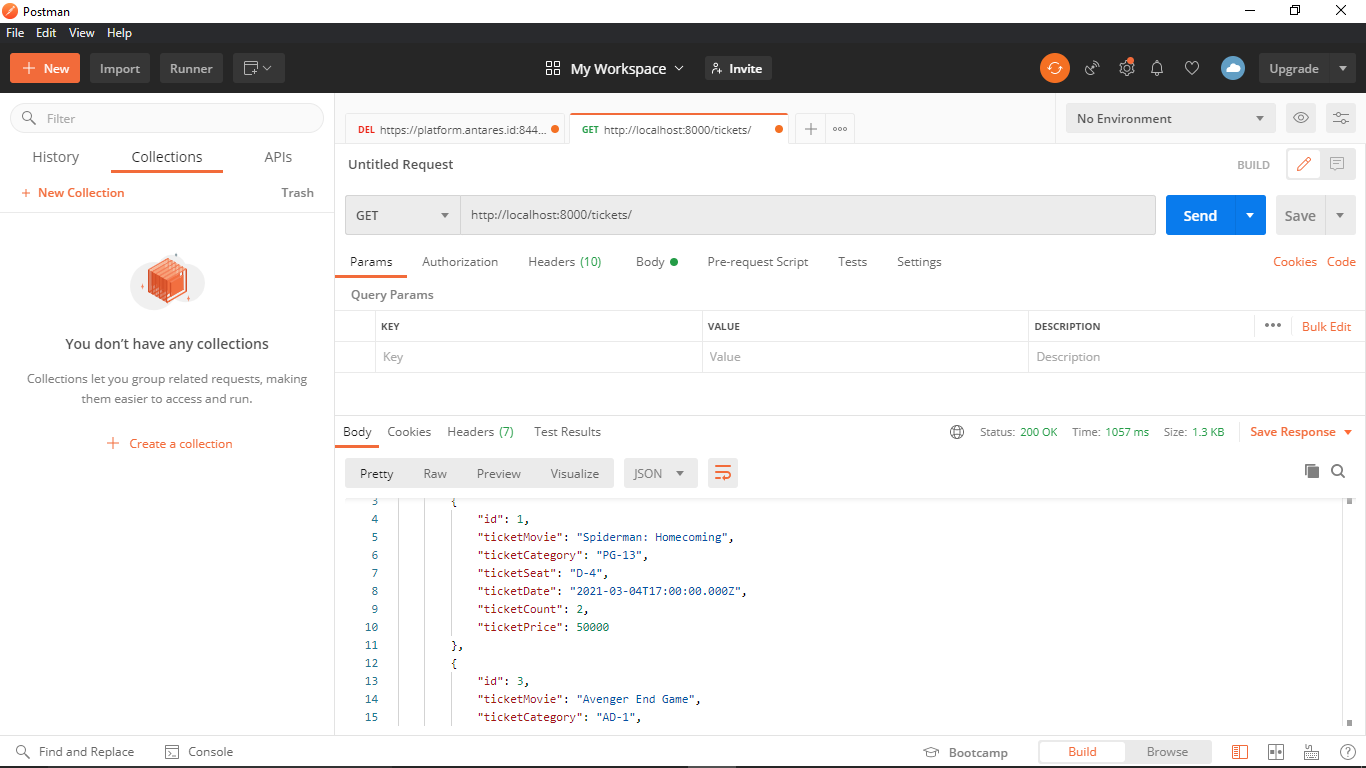 Postman
File Edit View Help
New Import Runner My Workspace Invite Upgrade
Filter
History Collections APIs
New Collection Trash
You don’t have any collections
Collections let you group related requests, making
them easier to access and run.
Create a collection
DEL https://platform.antares.id:844... GET http://localhost:8000/tickets/ No Environment
Untitled Request BUILD
GET http://localhost:8000/tickets/ Send Save
Params Authorization Headers (10) Body Pre-request Script Tests Settings Cookies Code
Query Params
KEY VALUE DESCRIPTION Bulk Edit
Key Value Description
Body Cookies Headers (7) Test Results Status: 200 OK Time: 1057 ms Size: 1.3 KB Save Response
Pretty Raw Preview Visualize JSON
3 {
4 "id": 1,
5 "ticketMovie": "Spiderman: Homecoming",
6 "ticketCategory": "PG-13",
7 "ticketSeat": "D-4",
8 "ticketDate": "2021-03-04T17:00:00.000Z",
9 "ticketCount": 2,
10 "ticketPrice": 50000
11 },
12 {
13 "id": 3,
14 "ticketMovie": "Avenger End Game",
15 "ticketCategory": "AD-1",
Find and Replace Console Bootcamp Build Browse